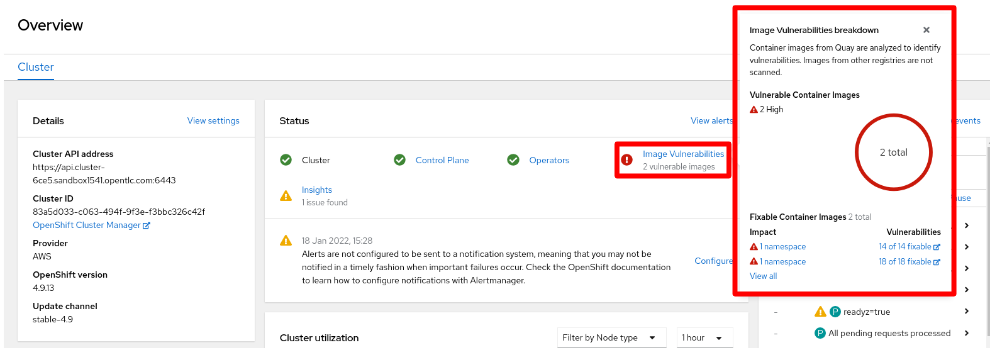 Overview
Cluster
Details
View settings
Cluster API address
https://api.cluster-
6ce5.sandbox1541.opentlc.com:6443
Cluster ID
83a5d033-c063-494f-9f3e-f3bbc326c42f
OpenShift Cluster Manager
Provider
AWS
OpenShift version
4.9.13
Update channel
stable-4.9
Status
View alerts
Cluster
Control Plane
Operators
Image Vulnerabilities
2 vulnerable images
Insights
1 issue found
18 Jan 2022, 15:28
Alerts are not configured to be sent to a notification system, meaning that you may not be
notified in a timely fashion when important failures occur. Check the OpenShift documentation
to learn how to configure notifications with Alertmanager.
Configure
Cluster utilization
Filter by Node type
1 hour
Image Vulnerabilities breakdown
Container images from Quay are analyzed to identify
vulnerabilities. Images from other registries are not
scanned.
Vulnerable Container Images
2 High
2 total
Fixable Container Images 2 total
Impact Vulnerabilities
1 namespace 14 of 14 fixable
1 namespace 18 of 18 fixable
View all
events
- P readyz=true
- P All pending requests processed